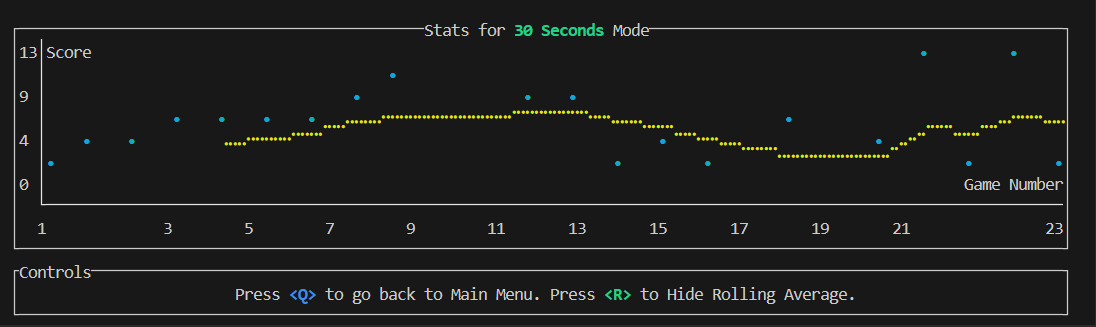 Stats for 30 Seconds Mode
13 Score
9
4
0 Game Number
1 3 5 7 9 11 13 15 17 19 21 23
Controls
Press <Q> to go back to Main Menu. Press <R> to Hide Rolling Average.